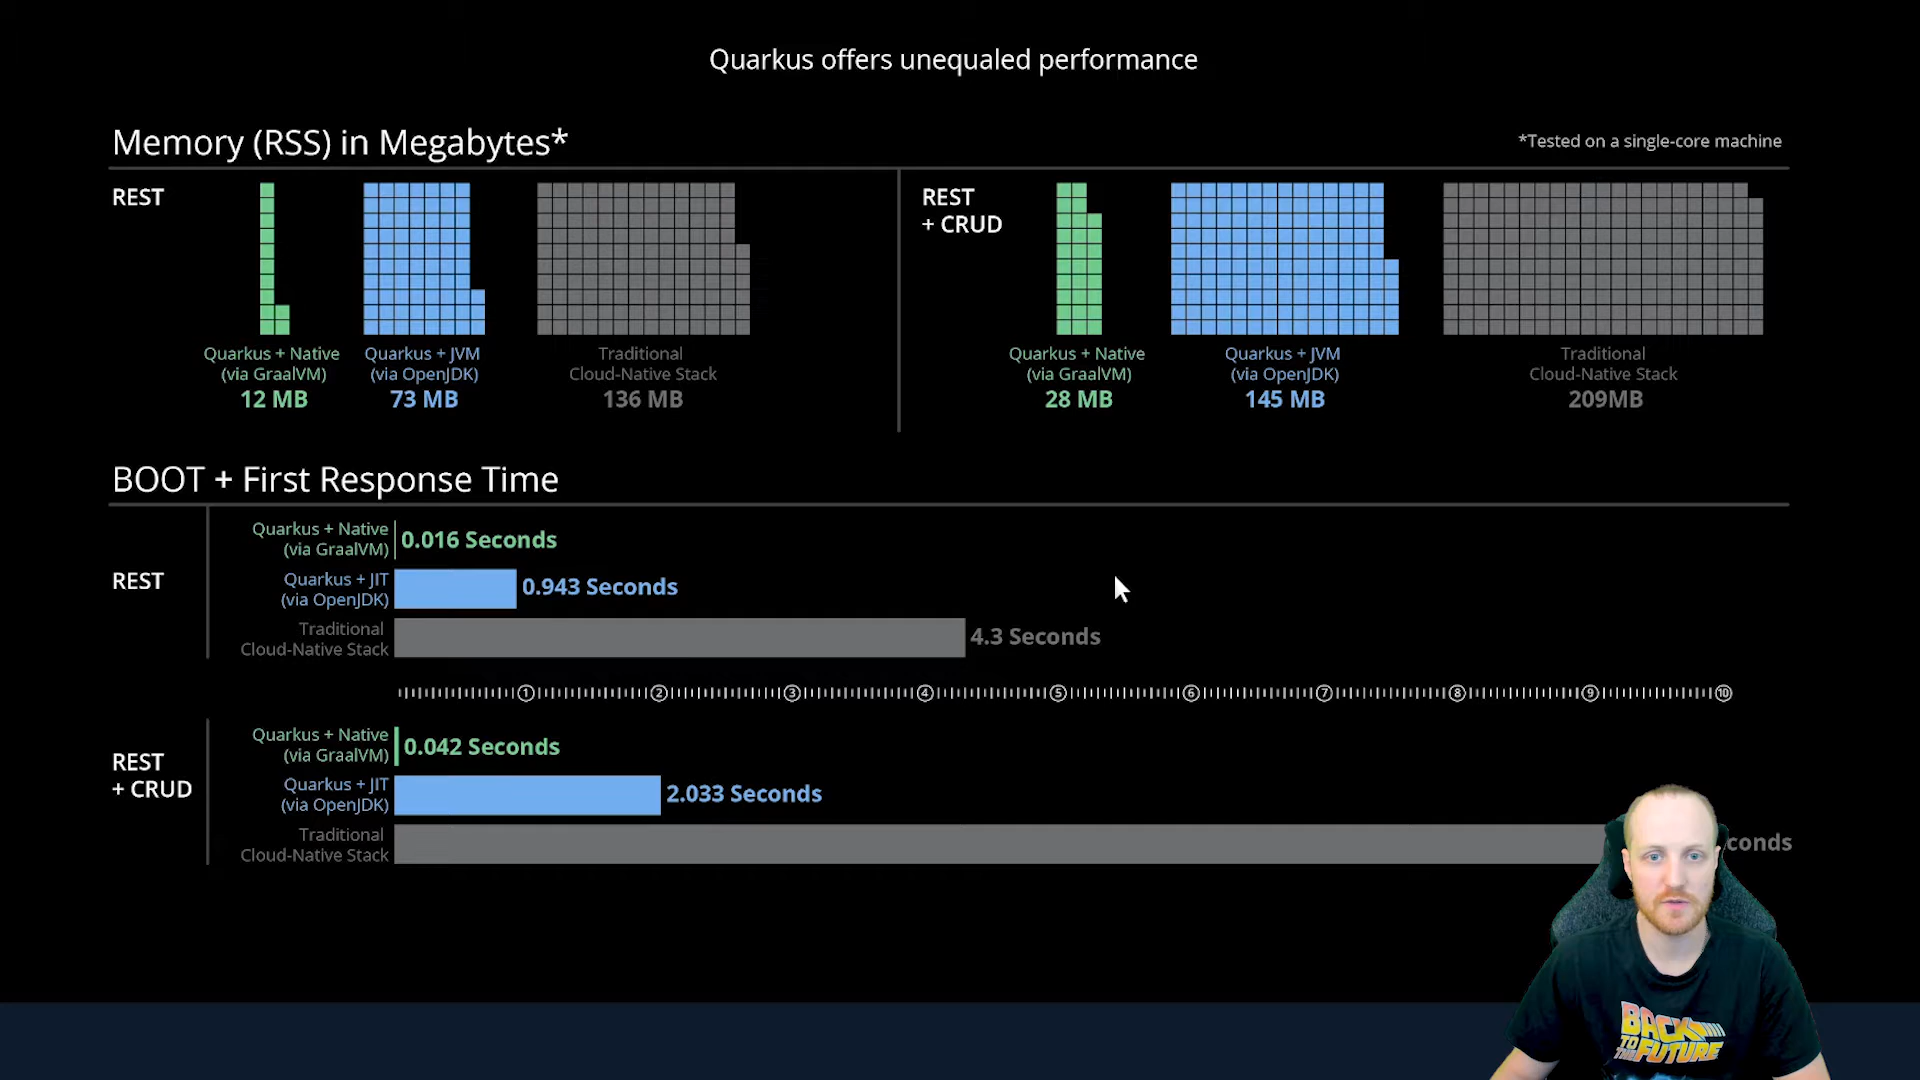 Quarkus offers unequaled performance
Memory (RSS) in Megabytes*
*Tested on a single-core machine
REST
Quarkus + Native
(via GraalVM)
12 MB
Quarkus + JVM
(via OpenJDK)
73 MB
Traditional
Cloud-Native Stack
136 MB
REST
+ CRUD
Quarkus + Native
(via GraalVM)
28 MB
Quarkus + JVM
(via OpenJDK)
145 MB
Traditional
Cloud-Native Stack
209MB
BOOT + First Response Time
REST
Quarkus + Native
(via GraalVM)
0.016 Seconds
Quarkus + JIT
(via OpenJDK)
0.943 Seconds
Traditional
Cloud-Native Stack
4.3 Seconds
1 2 3 4 5 6 7 8 9 10
REST
+ CRUD
Quarkus + Native
(via GraalVM)
0.042 Seconds
Quarkus + JIT
(via OpenJDK)
2.033 Seconds
Traditional
Cloud-Native Stack
conds
BACK
TO THE
FUTURE